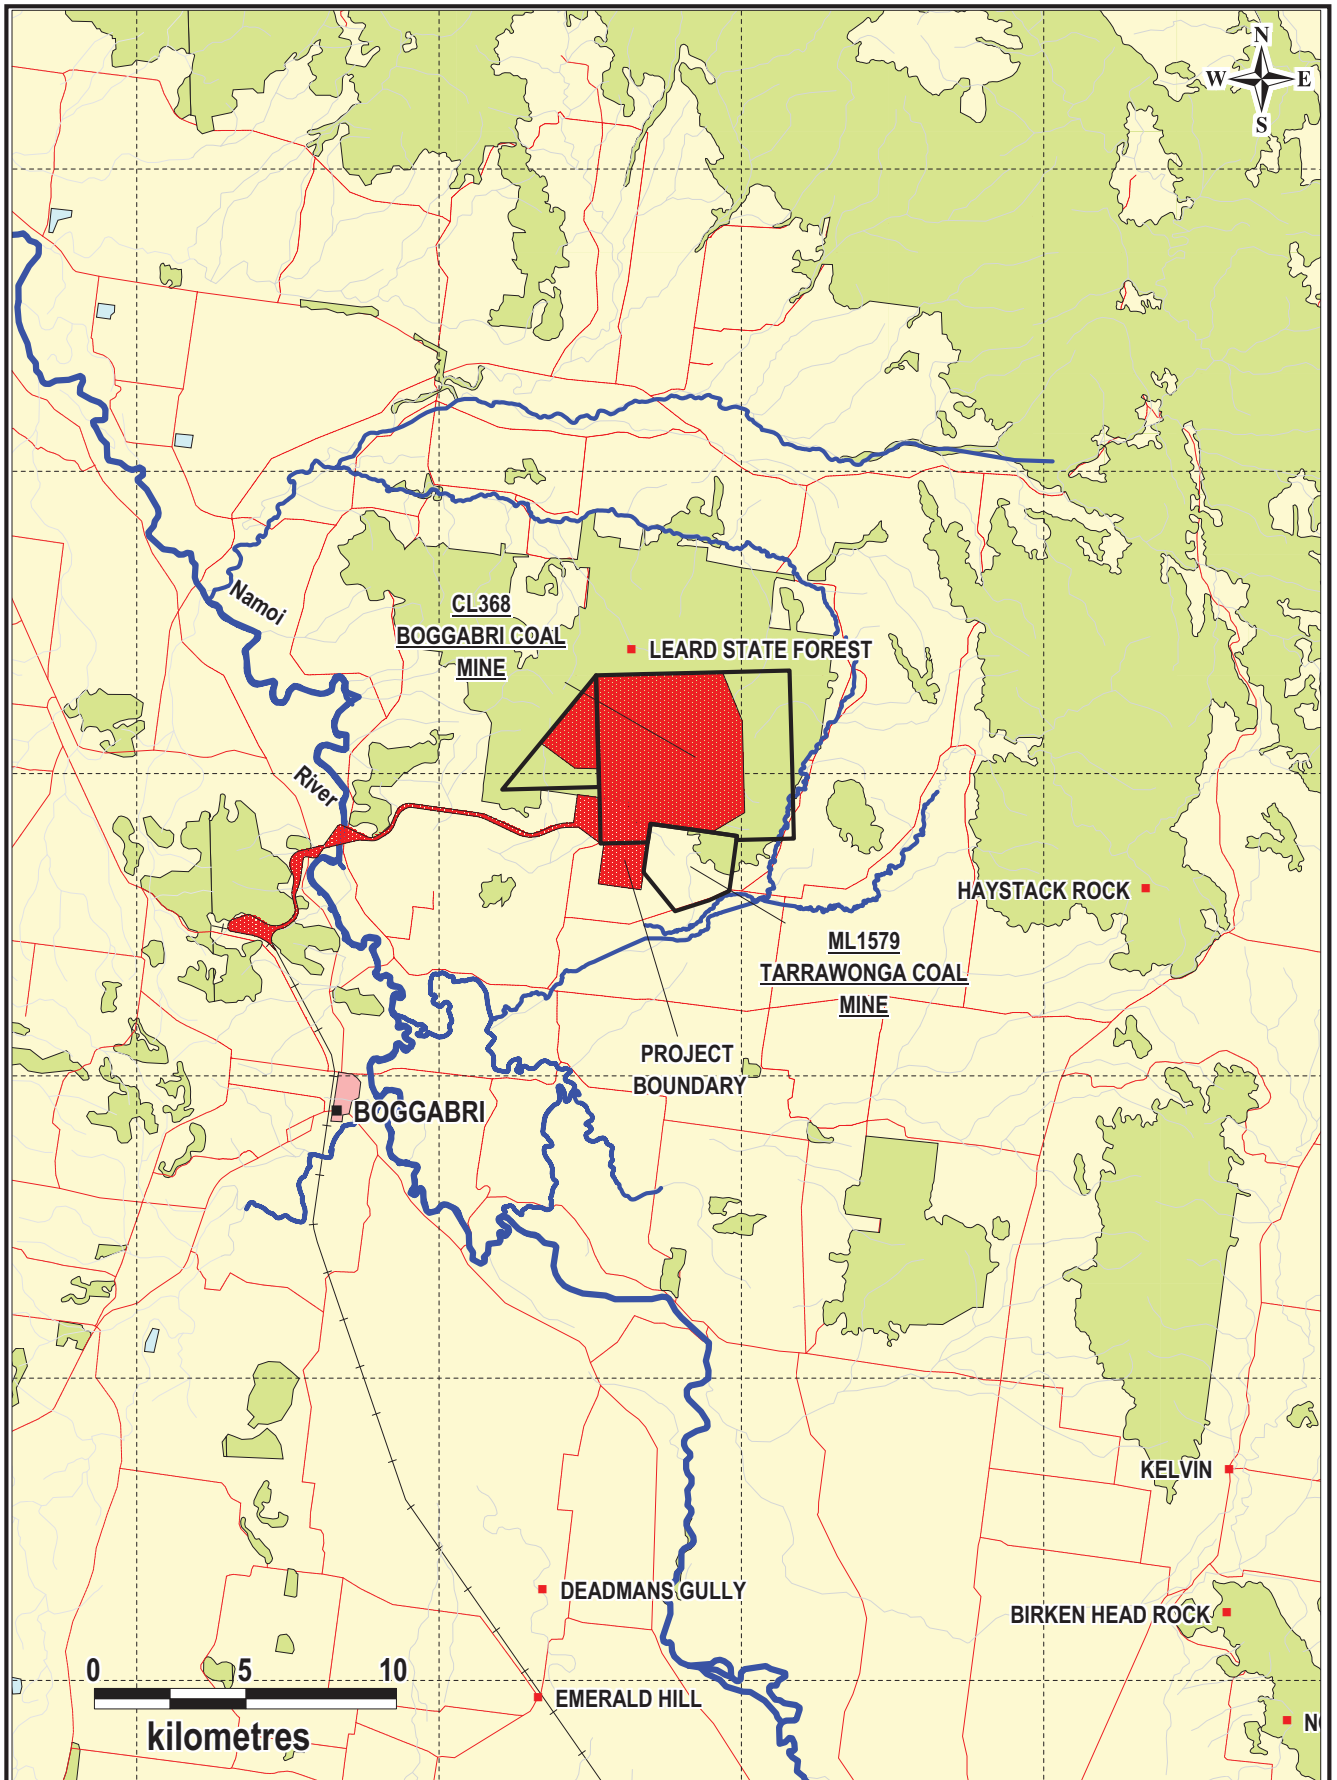 N
W E
S
Namoi
CL368
BOGGABRI COAL
MINE
LEARD STATE FOREST
River
HAYSTACK ROCK
ML1579
TARRAWONGA COAL
MINE
PROJECT
BOUNDARY
BOGGABRI
KELVIN
DEADMANS GULLY
BIRKEN HEAD ROCK
0 5 10
kilometres
EMERALD HILL